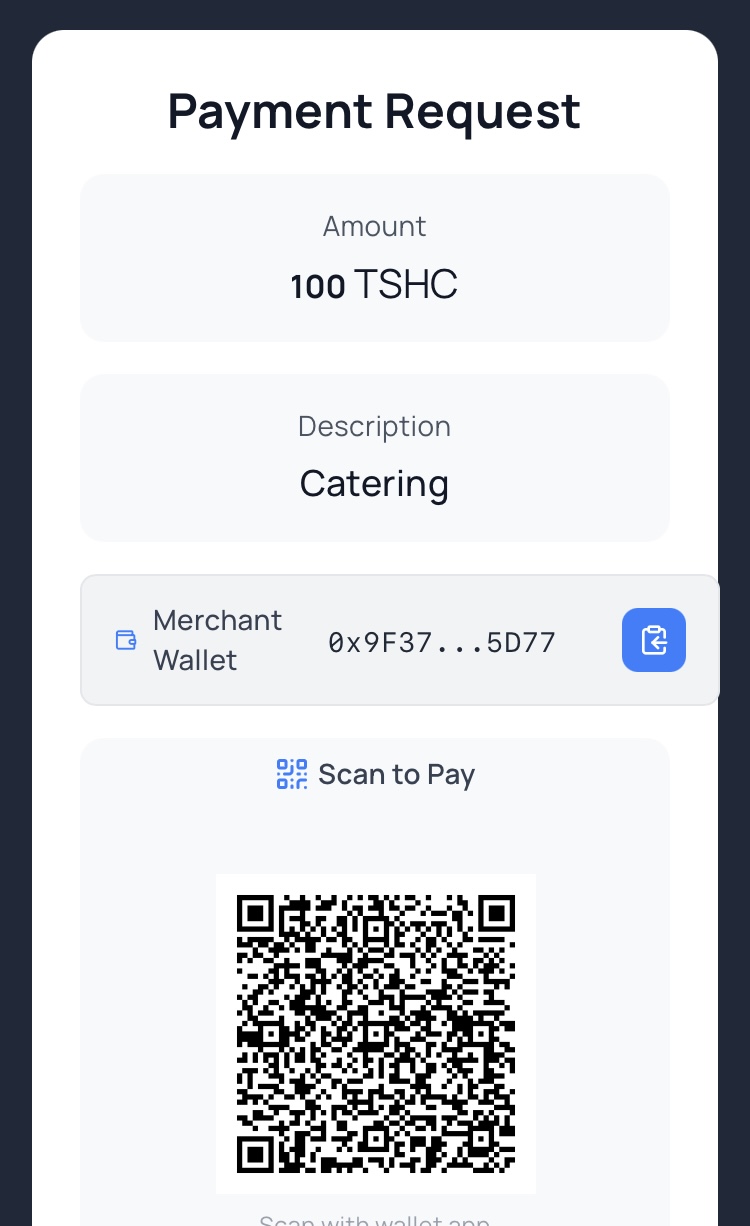 Payment Request
Amount
100 TSHC
Description
Catering
Merchant
Wallet
0x9F37...5D77
Scan to Pay
Scan with wallet app